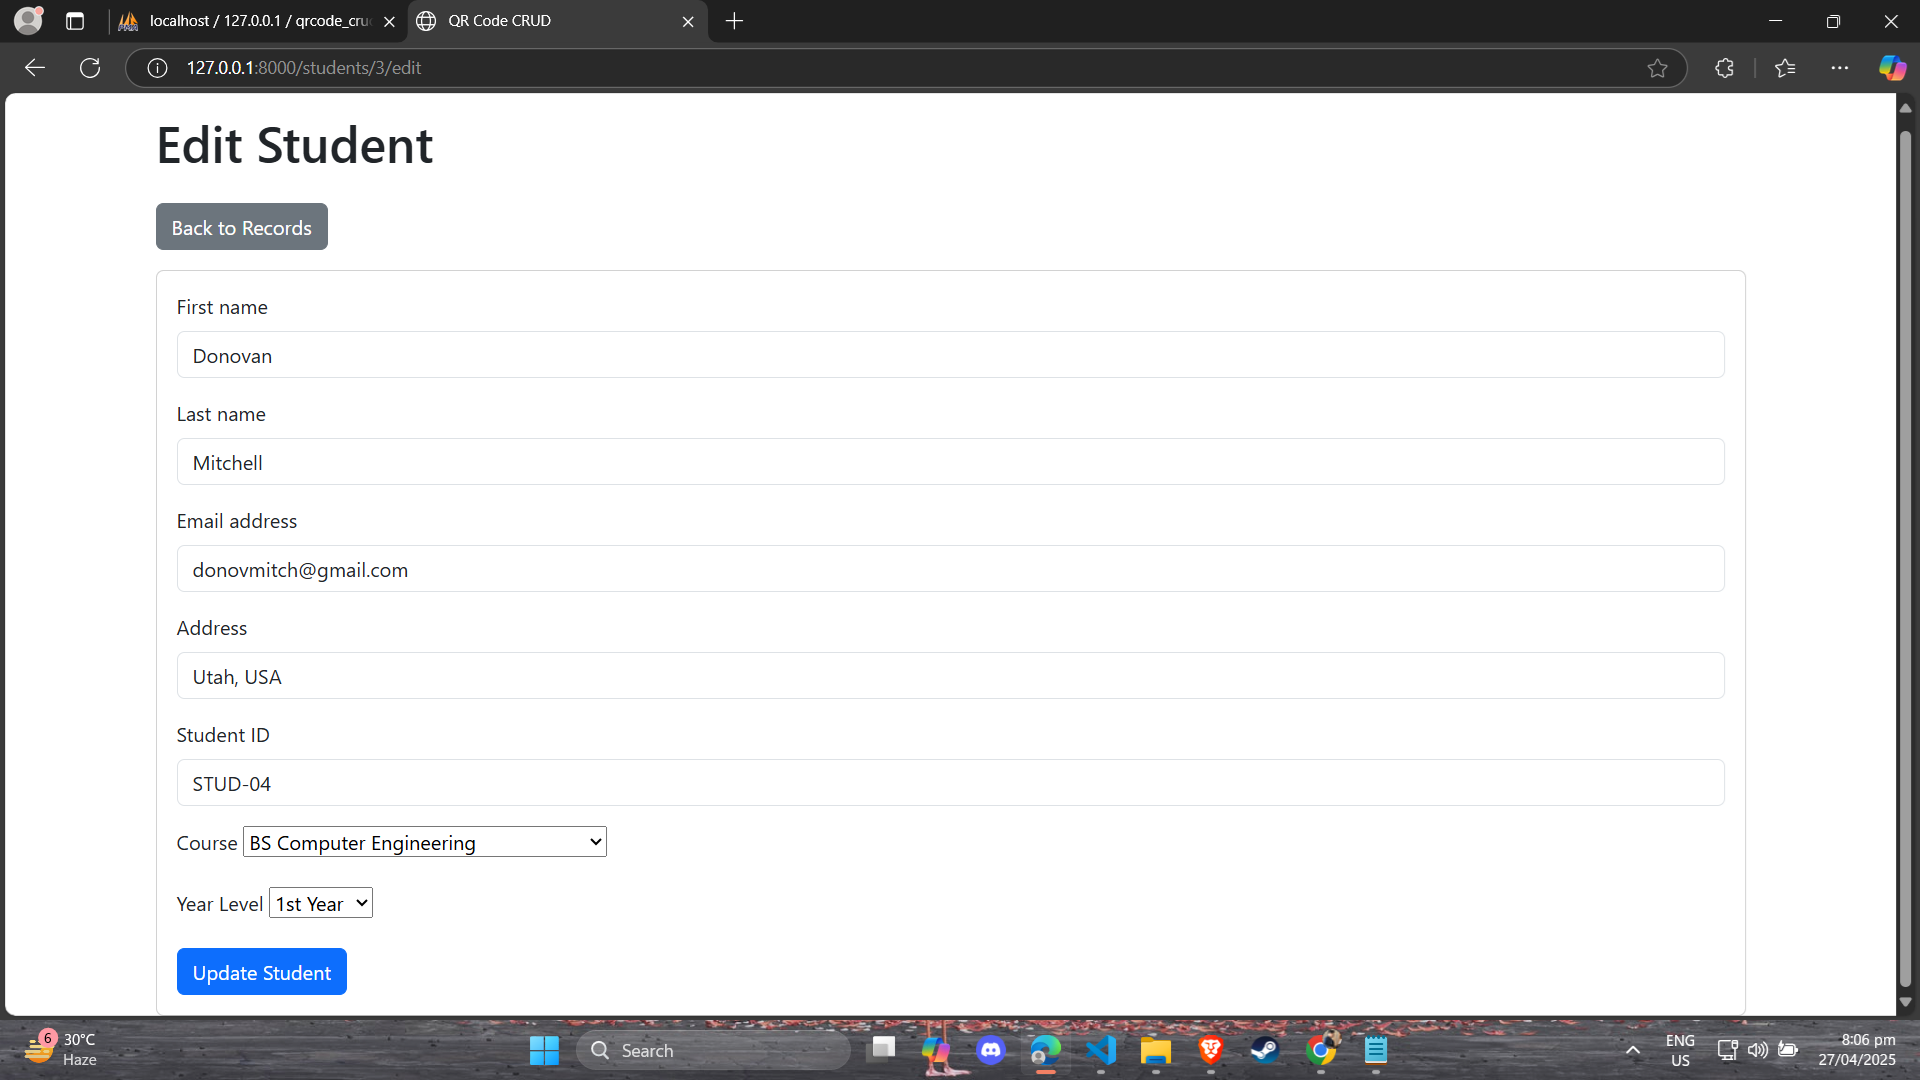 localhost / 127.0.0.1 / qrcode_cru
QR Code CRUD
127.0.0.1:8000/students/3/edit
Edit Student
Back to Records
First name
Donovan
Last name
Mitchell
Email address
donovmitch@gmail.com
Address
Utah, USA
Student ID
STUD-04
Course BS Computer Engineering
Year Level 1st Year
Update Student
6
30°C
Haze
Search
ENG
US
8:06 pm
27/04/2025